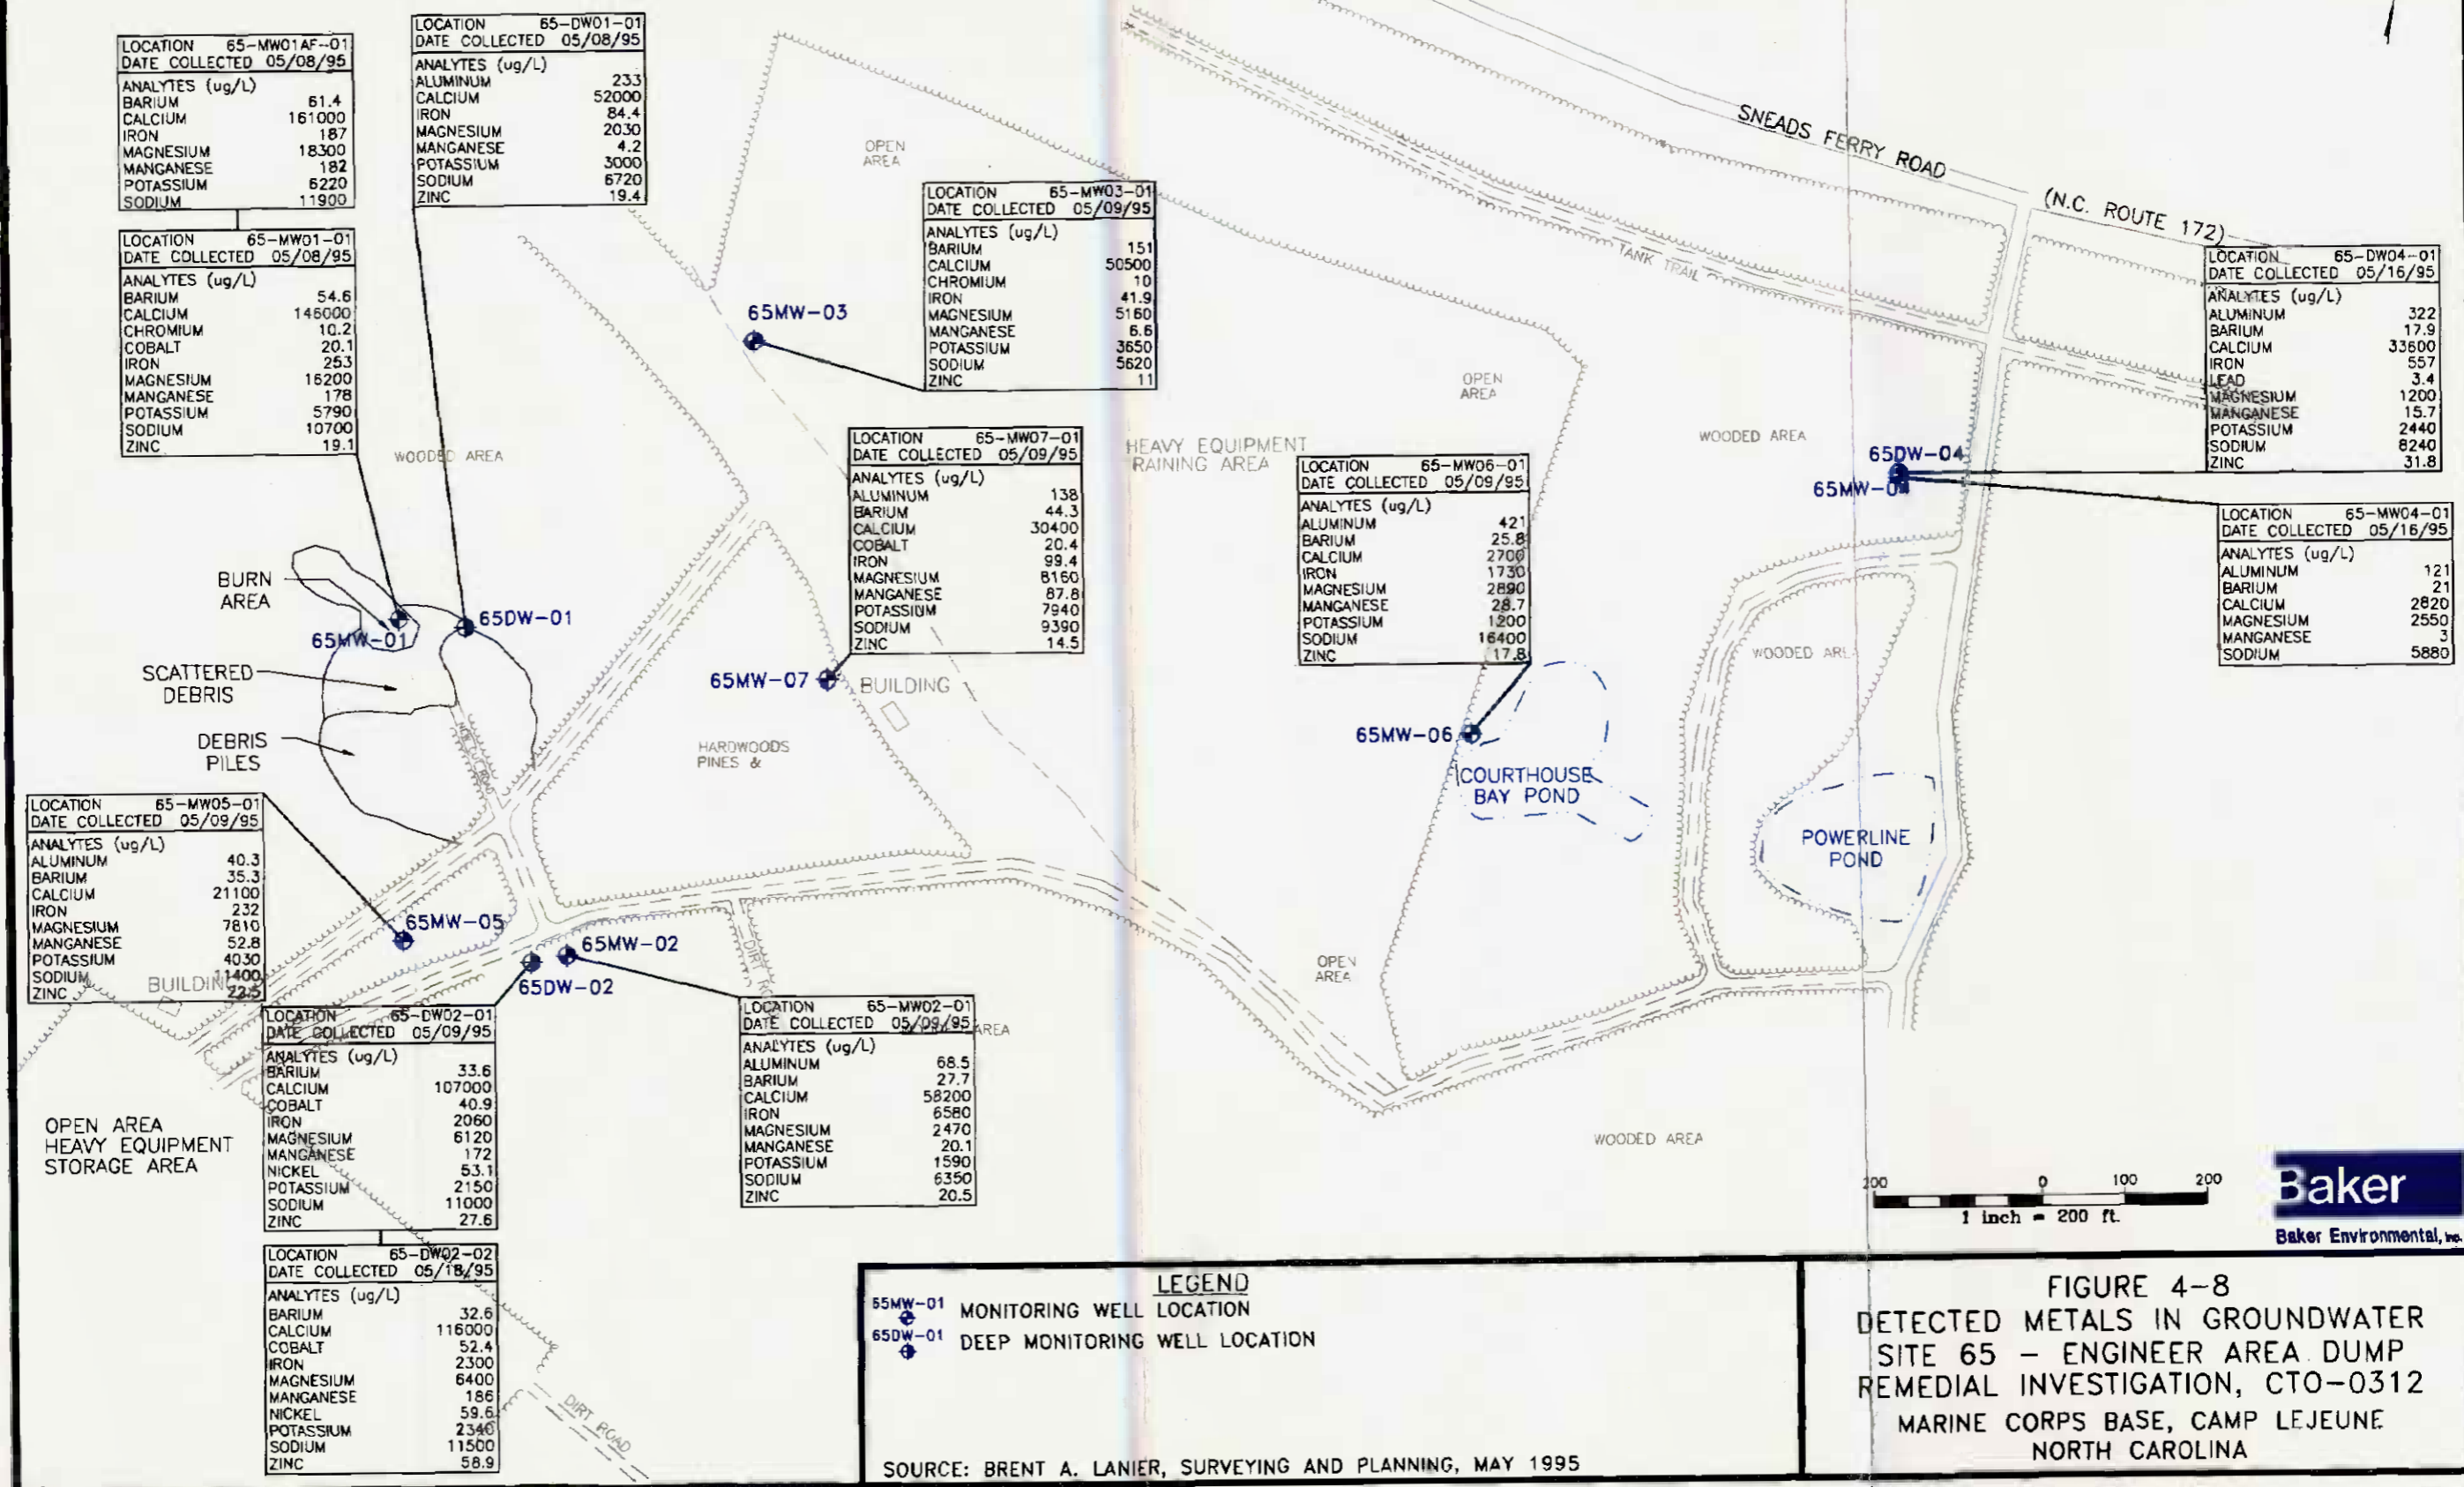 LOCATION 65-MW01AF-01
DATE COLLECTED 05/08/95
ANALYTES (ug/L)
BARIUM 61.4
CALCIUM 161000
IRON 187
MAGNESIUM 18300
MANGANESE 182
POTASSIUM 6220
SODIUM 11900
LOCATION 65-DW01-01
DATE COLLECTED 05/08/95
ANALYTES (ug/L)
ALUMINUM 233
CALCIUM 52000
IRON 84.4
MAGNESIUM 2030
MANGANESE 4.2
POTASSIUM 3000
SODIUM 6720
ZINC 19.4
LOCATION 65-MW01-01
DATE COLLECTED 05/08/95
ANALYTES (ug/L)
BARIUM 54.6
CALCIUM 146000
CHROMIUM 10.2
COBALT 20.1
IRON 253
MAGNESIUM 16200
MANGANESE 178
POTASSIUM 5790
SODIUM 10700
ZINC 19.1
OPEN
AREA
LOCATION 65-MW03-01
DATE COLLECTED 05/09/95
ANALYTES (ug/L)
BARIUM 151
CALCIUM 50500
CHROMIUM 10
IRON 41.9
MAGNESIUM 5160
MANGANESE 6.6
POTASSIUM 3650
SODIUM 5620
ZINC 11
65MW-03
SNEADS FERRY ROAD
(N.C. ROUTE 172)
TANK TRAIL
LOCATION 65-DW04-01
DATE COLLECTED 05/16/95
ANALYTES (ug/L)
ALUMINUM 322
BARIUM 17.9
CALCIUM 33600
IRON 557
LEAD 3.4
MAGNESIUM 1200
MANGANESE 15.7
POTASSIUM 2440
SODIUM 8240
ZINC 31.8
OPEN
AREA
WOODED AREA
WOODED AREA
HEAVY EQUIPMENT
RAINING AREA
LOCATION 65-MW07-01
DATE COLLECTED 05/09/95
ANALYTES (ug/L)
ALUMINUM 138
BARIUM 44.3
CALCIUM 30400
COBALT 20.4
IRON 99.4
MAGNESIUM 8160
MANGANESE 87.8
POTASSIUM 7940
SODIUM 9390
ZINC 14.5
LOCATION 65-MW06-01
DATE COLLECTED 05/09/95
ANALYTES (ug/L)
ALUMINUM 421
BARIUM 25.8
CALCIUM 2700
IRON 1730
MAGNESIUM 2890
MANGANESE 28.7
POTASSIUM 1200
SODIUM 16400
ZINC 17.8
65DW-04
65MW-04
LOCATION 65-MW04-01
DATE COLLECTED 05/16/95
ANALYTES (ug/L)
ALUMINUM 121
BARIUM 21
CALCIUM 2820
MAGNESIUM 2550
MANGANESE 3
SODIUM 5880
BURN
AREA
65MW-01
65DW-01
SCATTERED
DEBRIS
DEBRIS
PILES
65MW-07
BUILDING
HARDWOODS
PINES &
WOODED ARE
65MW-06
COURTHOUSE
BAY POND
POWERLINE
POND
LOCATION 65-MW05-01
DATE COLLECTED 05/09/95
ANALYTES (ug/L)
ALUMINUM 40.3
BARIUM 35.3
CALCIUM 21100
IRON 232
MAGNESIUM 7810
MANGANESE 52.8
POTASSIUM 4030
SODIUM 11400
ZINC 22.5
BUILDING
65MW-05
65MW-02
65DW-02
DIRT
OPEN
AREA
LOCATION 65-DW02-01
DATE COLLECTED 05/09/95
ANALYTES (ug/L)
BARIUM 33.6
CALCIUM 107000
COBALT 40.9
IRON 2060
MAGNESIUM 6120
MANGANESE 172
NICKEL 53.1
POTASSIUM 2150
SODIUM 11000
ZINC 27.6
LOCATION 65-MW02-01
DATE COLLECTED 05/09/95
AREA
ANALYTES (ug/L)
ALUMINUM 68.5
BARIUM 27.7
CALCIUM 58200
IRON 6580
MAGNESIUM 2470
MANGANESE 20.1
POTASSIUM 1590
SODIUM 6350
ZINC 20.5
OPEN AREA
HEAVY EQUIPMENT
STORAGE AREA
WOODED AREA
LOCATION 65-DW02-02
DATE COLLECTED 05/18/95
ANALYTES (ug/L)
BARIUM 32.6
CALCIUM 116000
COBALT 52.4
IRON 2300
MAGNESIUM 6400
MANGANESE 186
NICKEL 59.6
POTASSIUM 2340
SODIUM 11500
ZINC 58.9
DIRT ROAD
200 0 100 200
1 inch = 200 ft.
Baker
Baker Environmental, Inc.
LEGEND
65MW-01 MONITORING WELL LOCATION
65DW-01 DEEP MONITORING WELL LOCATION
SOURCE: BRENT A. LANIER, SURVEYING AND PLANNING, MAY 1995
FIGURE 4-8
DETECTED METALS IN GROUNDWATER
SITE 65 - ENGINEER AREA DUMP
REMEDIAL INVESTIGATION, CTO-0312
MARINE CORPS BASE, CAMP LEJEUNE
NORTH CAROLINA